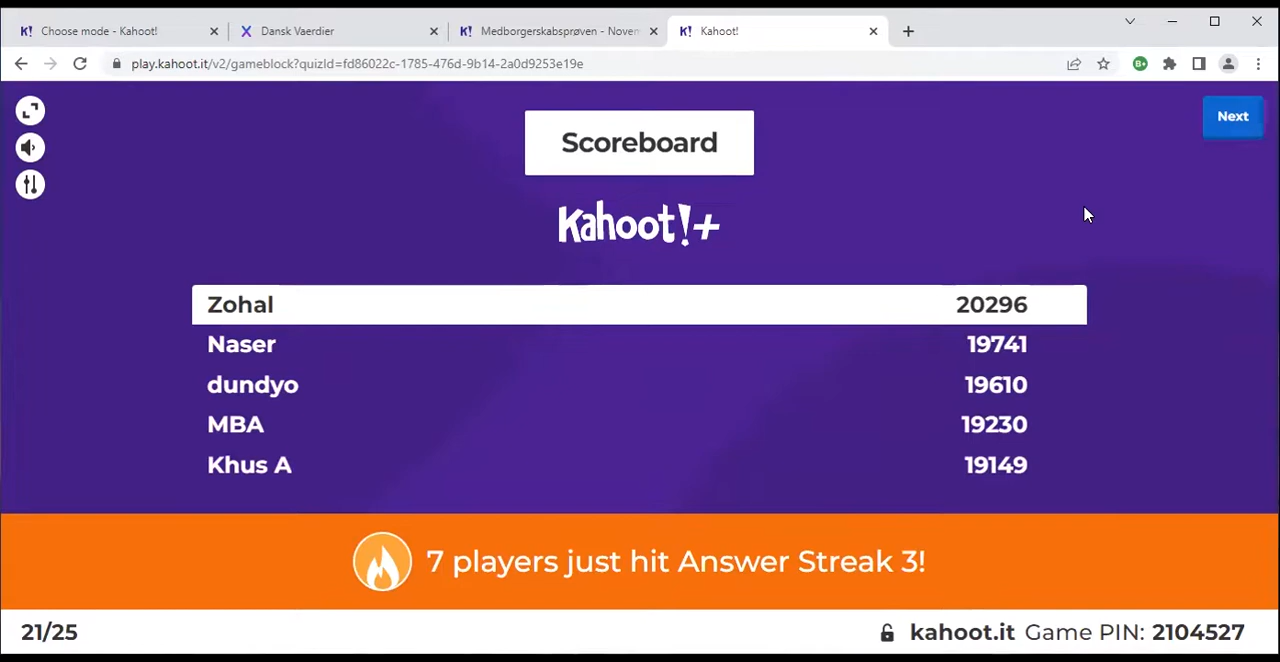 Choose mode - Kahoot!
Dansk Vaerdier
Medborgerskabsprøven - Novem
Kahoot!
play.kahoot.it/v2/gameblock?quizId=fd86022c-1785-476d-9b14-2a0d9253e19e
Next
Scoreboard
Kahoot!+
Zohal 20296
Naser 19741
dundyo 19610
MBA 19230
Khus A 19149
7 players just hit Answer Streak 3!
21/25
kahoot.it Game PIN: 2104527